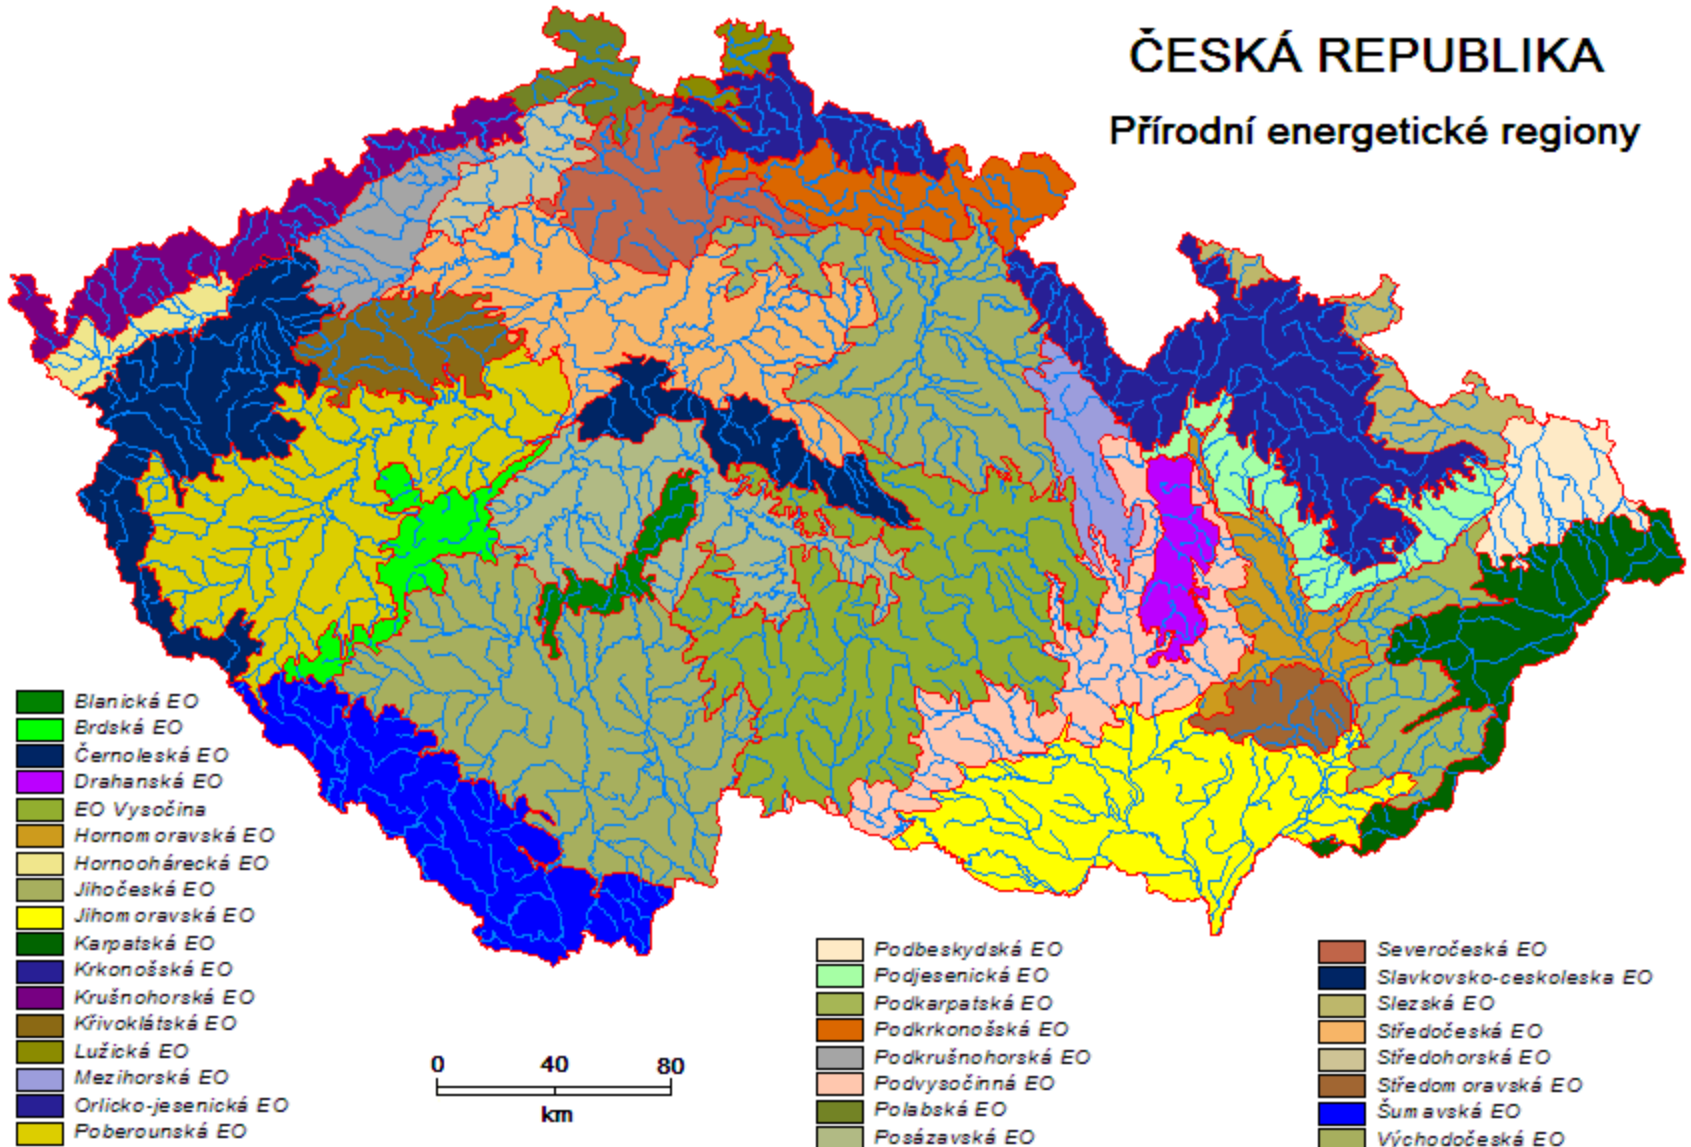 ČESKÁ REPUBLIKA
Přírodní energetické regiony
Blanická EO
Brdská EO
Černoleská EO
Drahanská EO
EO Vysočina
Hornomoravská EO
Hornoohárecká EO
Jihočeská EO
Jihomoravská EO
Karpatská EO
Krkonošská EO
Krušnohorská EO
Křivoklátská EO
Lužická EO
Mezihorská EO
Orlicko-jesenická EO
Poberounská EO
0 40 80
km
Podbeskydská EO
Podjesenická EO
Podkarpatská EO
Podkrkonošská EO
Podkrušnohorská EO
Podvysočinná EO
Polabská EO
Posázavská EO
Severočeská EO
Slavkovsko-ceskoleska EO
Slezská EO
Středočeská EO
Středohorská EO
Středomoravská EO
Šumavská EO
Východočeská EO